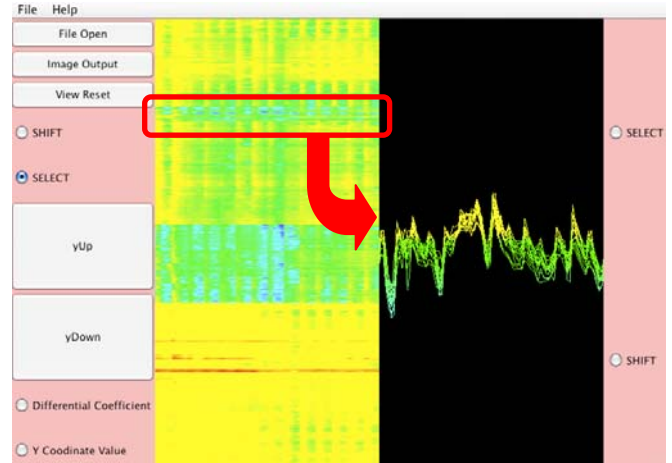 File Help
File Open
Image Output
View Reset
SHIFT
SELECT
yUp
yDown
Differential Coefficient
Y Coodinate Value
SELECT
SHIFT